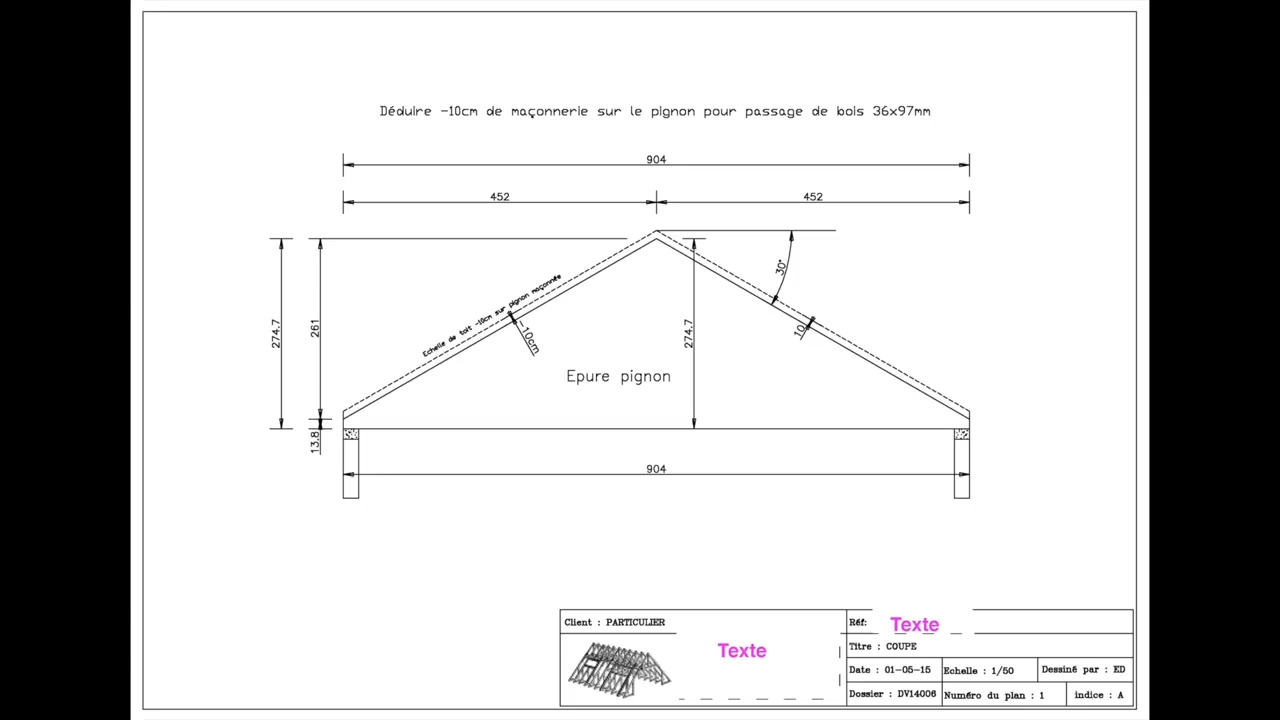 Déduire -10cm de maçonnerie sur le pignon pour passage de bois 36x97mm
904
452
452
30°
Echelle de toit -10cm sur pignon maçonnée
274.7
261
-10cm
274.7
10
Epure pignon
13.8
904
Client : PARTICULIER
Réf:
Texte
Texte
Titre : COUPE
Date : 01-05-15
Echelle : 1/50
Dessiné par : ED
Dossier : DV14006
Numéro du plan : 1
indice : A